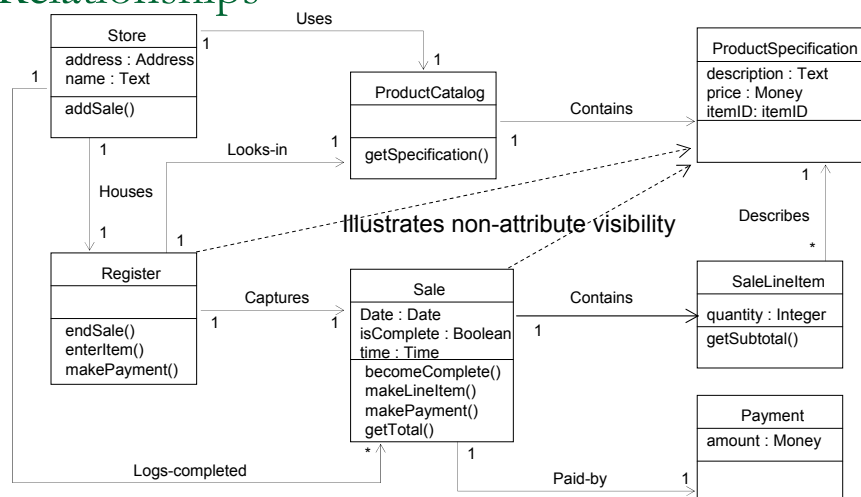 Relationships
Store
address : Address
name : Text
addSale()
1
Uses
1
1
ProductCatalog
getSpecification()
Contains
1
ProductSpecification
description : Text
price : Money
itemID: itemID
1
Houses
1
Looks-in
1
1
Illustrates non-attribute visibility
1
Describes
*
Register
endSale()
enterItem()
makePayment()
Captures
1
1
Sale
Date : Date
isComplete : Boolean
time : Time
becomeComplete()
makeLineItem()
makePayment()
getTotal()
Contains
1
SaleLineItem
quantity : Integer
getSubtotal()
Logs-completed
*
1
Paid-by
1
Payment
amount : Money